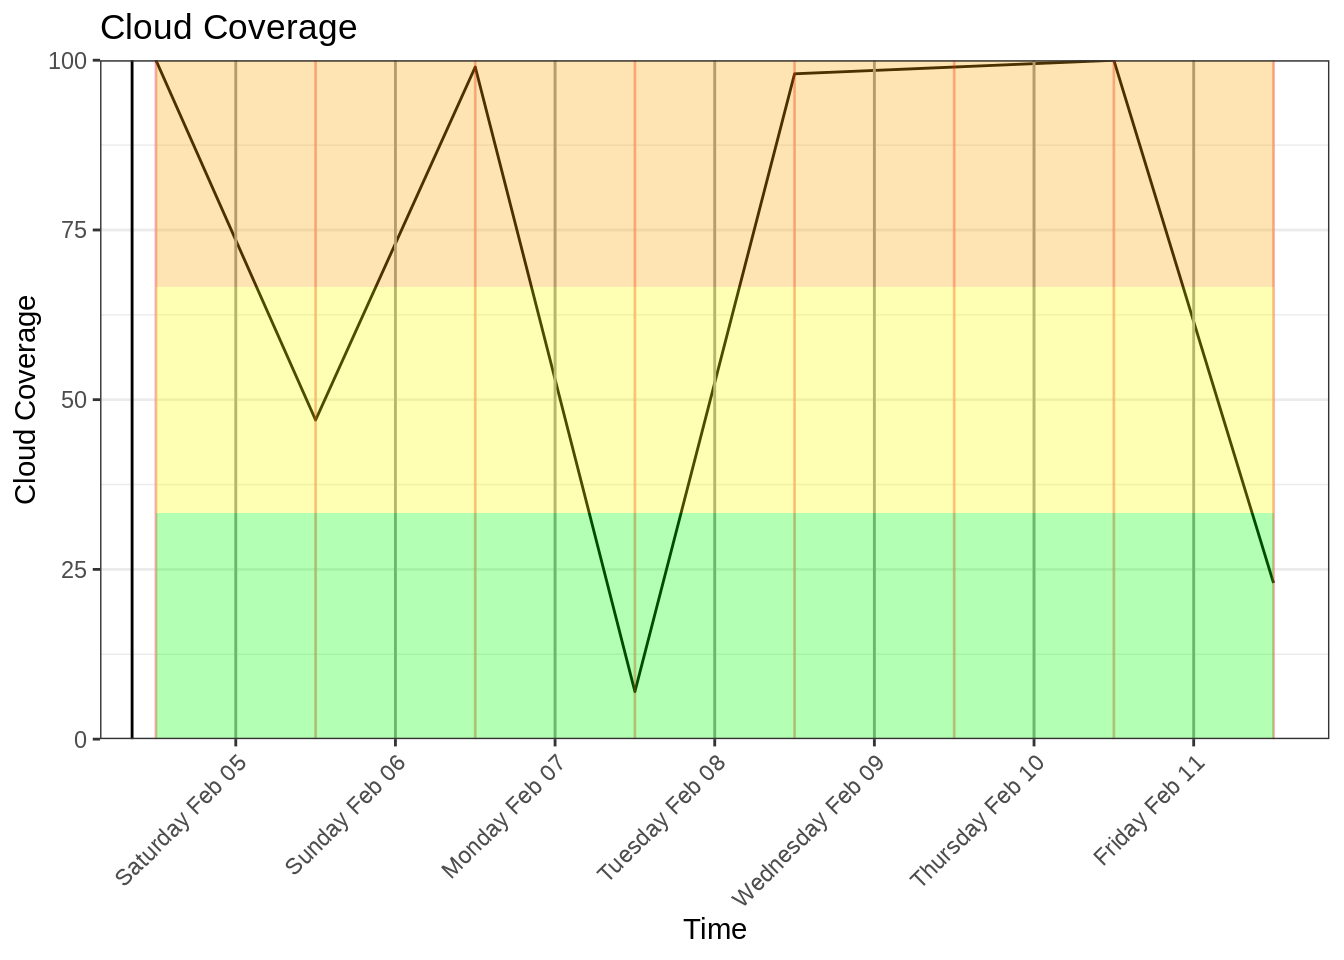 Cloud Coverage
100
75
50
25
0
Cloud Coverage
Saturday Feb 05
Sunday Feb 06
Monday Feb 07
Tuesday Feb 08
Wednesday Feb 09
Thursday Feb 10
Friday Feb 11
Time